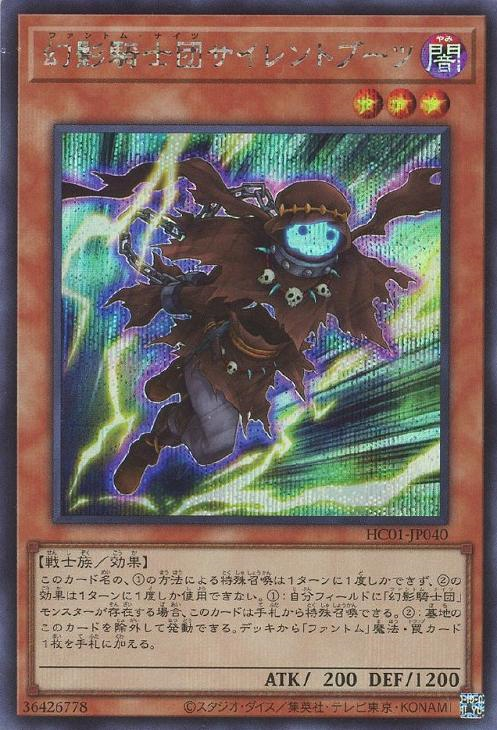 ファントム・ナイツ
幻影騎士団サイレントブーツ
やみ
闇
HC01-JP040
【戦士族/効果】
このカード名の、①の方法による特殊召喚は1ターンに1度しかできず、②の
効果は1ターンに1度しか使用できない。①:自分フィールドに「幻影騎士団」
モンスターが存在する場合、このカードは手札から特殊召喚できる。②:墓地の
このカードを除外して発動できる。デッキから「ファントム」魔法・罠カード
1枚を手札に加える。
ATK/ 200 DEF/1200
36426778
©スタジオ・ダイス/集英社・テレビ東京・KONAMI